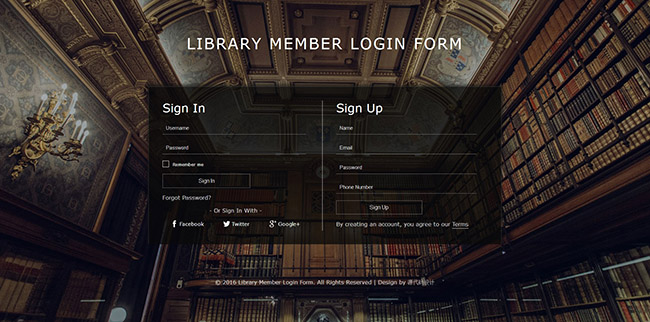 LIBRARY MEMBER LOGIN FORM
Sign In
Username
Password
Remember me
Sign In
Forgot Password?
- Or Sign In With -
Facebook
Twitter
Google+
Sign Up
Name
Email
Password
Phone Number
Sign Up
By creating an account, you agree to our Terms
© 2016 Library Member Login Form. All Rights Reserved | Design by